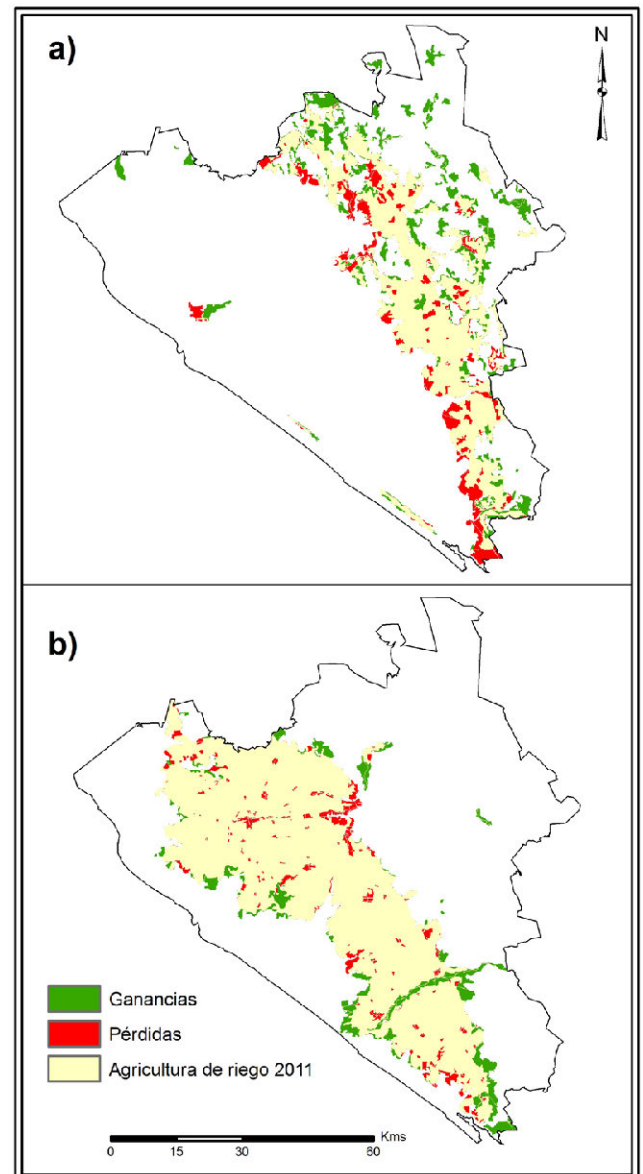 a)
N
b)
Ganancias
Pérdidas
Agricultura de riego 2011
Kms
0 15 30 60